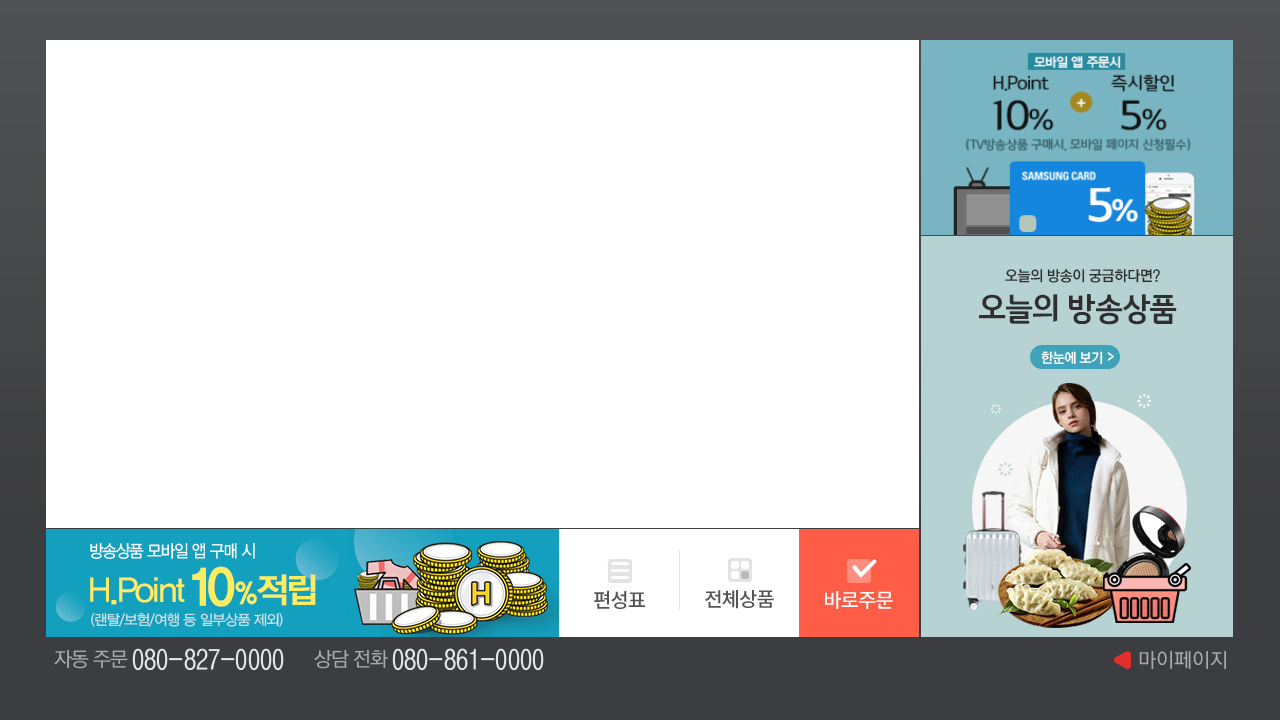 모바일 앱 주문시
H.Point 즉시할인
10% + 5%
(TV방송상품 구매시, 모바일 페이지 신청필수)
SAMSUNG CARD
5%
오늘의 방송이 궁금하다면?
오늘의 방송상품
한눈에 보기 >
방송상품 모바일 앱 구매 시
H.Point 10%적립
(렌탈/보험/여행 등 일부상품 제외)
H
편성표
전체상품
바로주문
자동 주문 080-827-0000
상담 전화 080-861-0000
마이페이지